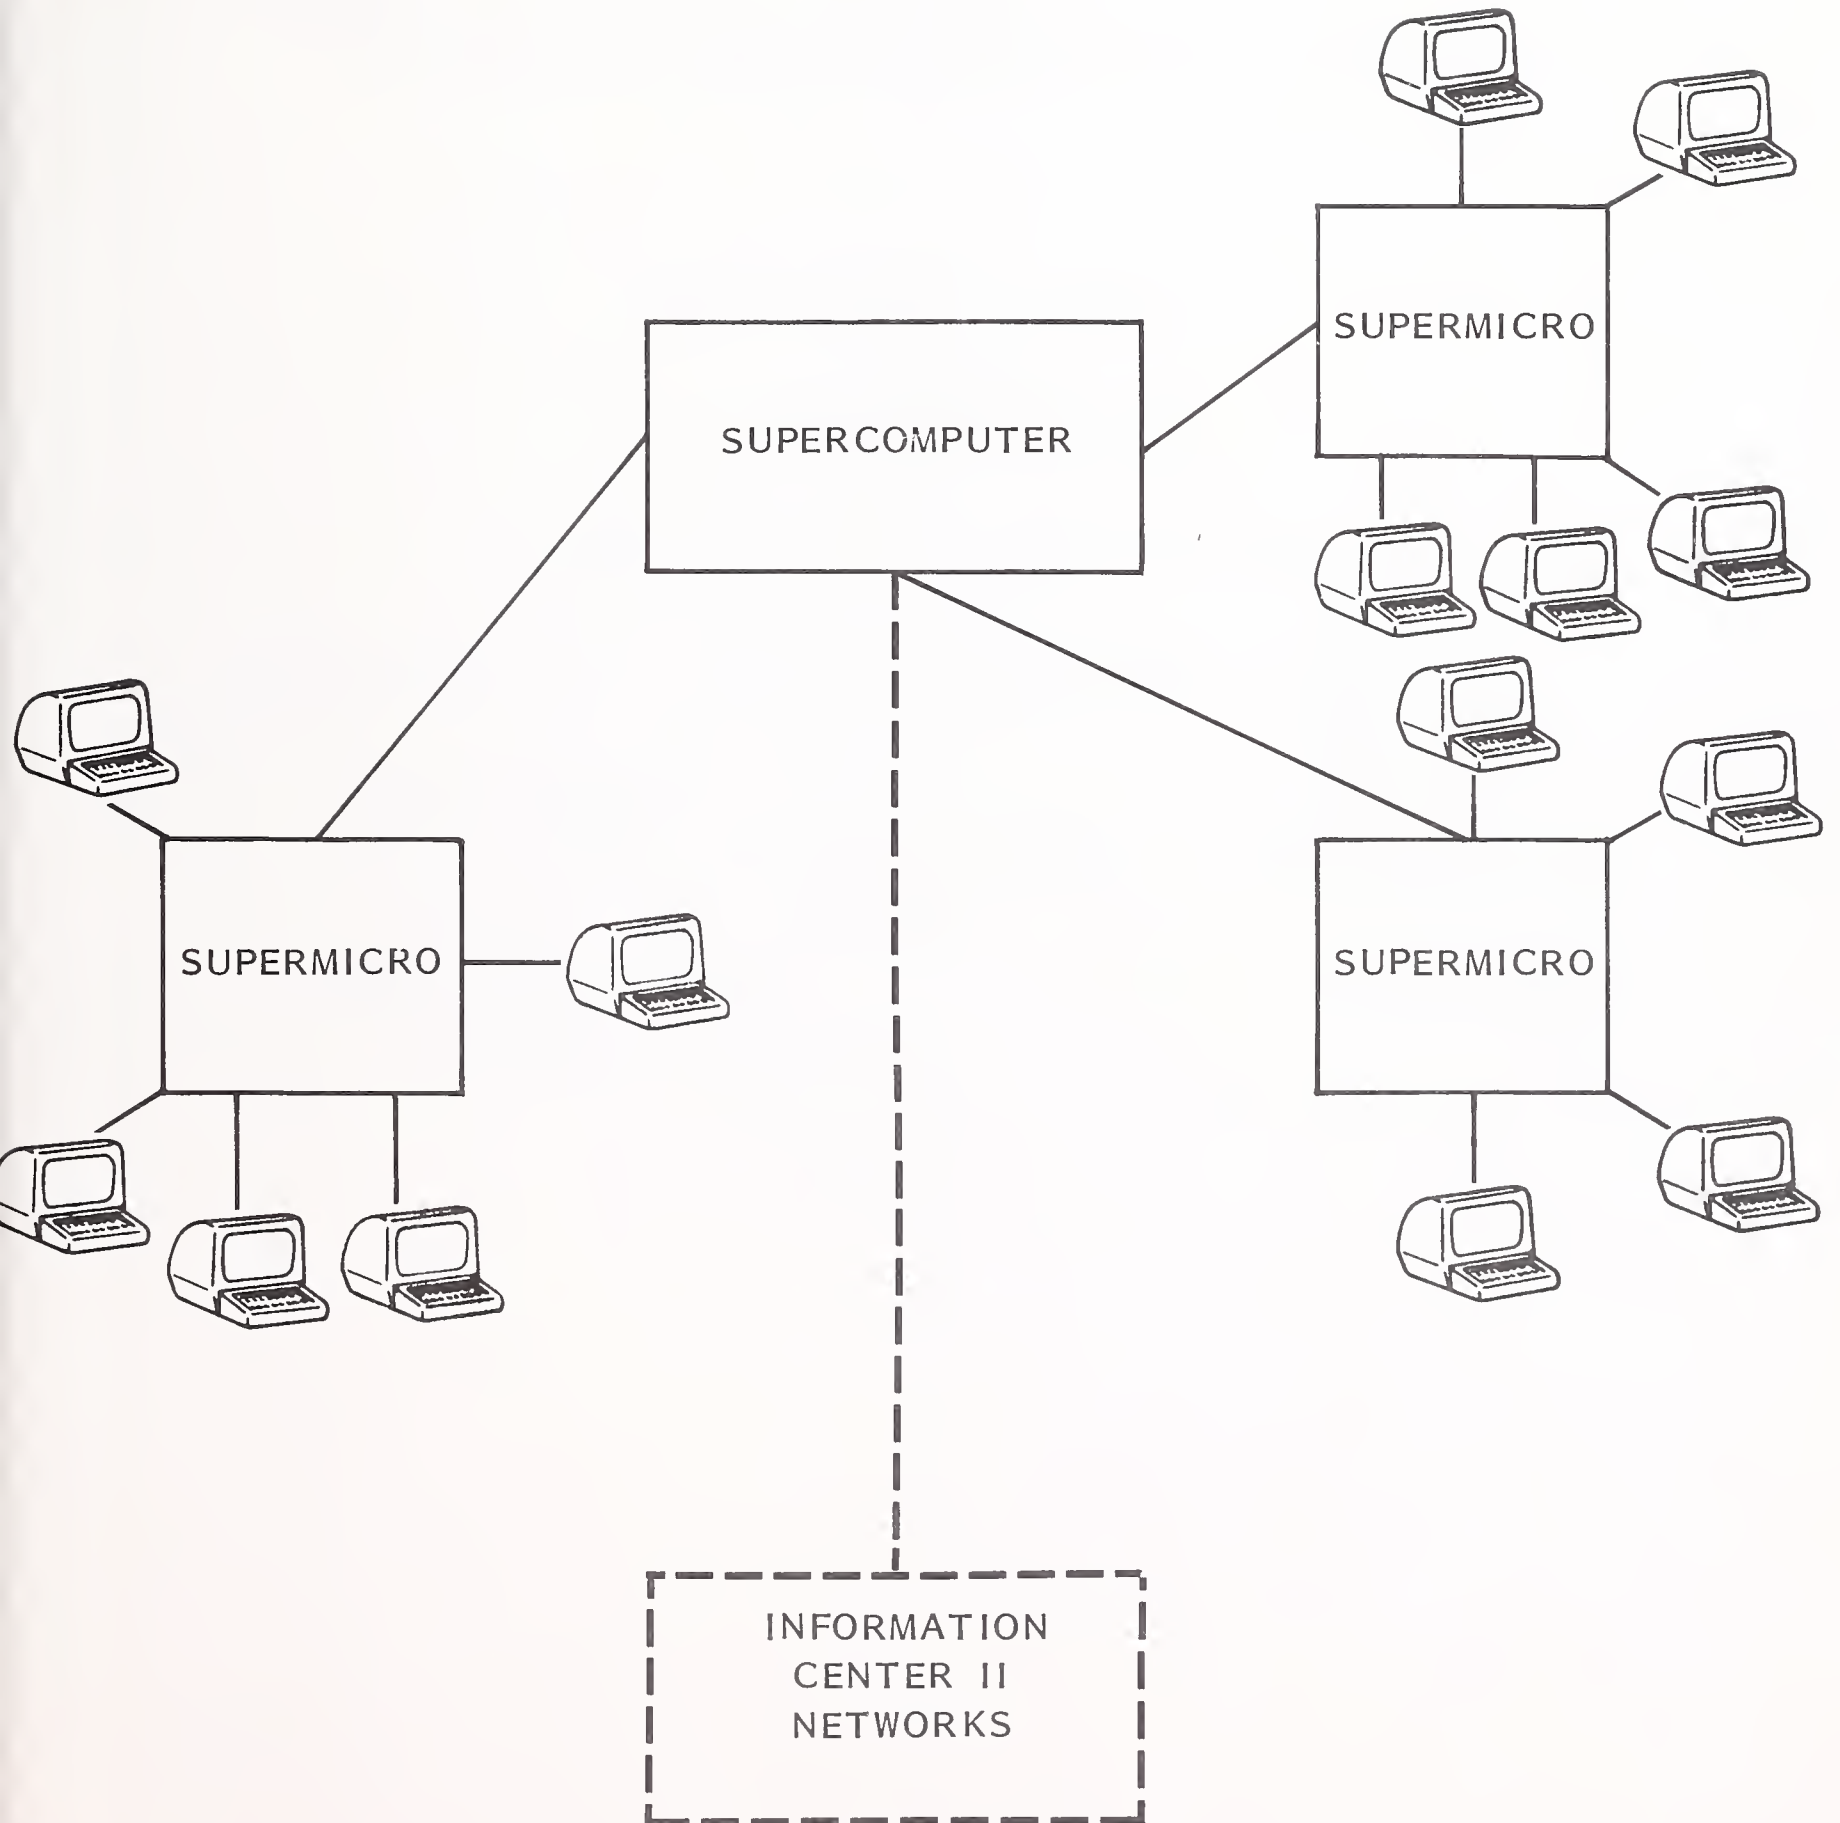 SUPERMICRO
SUPERCOMPUTER
SUPERMICRO
SUPERMICRO
INFORMATION
CENTER II
NETWORKS